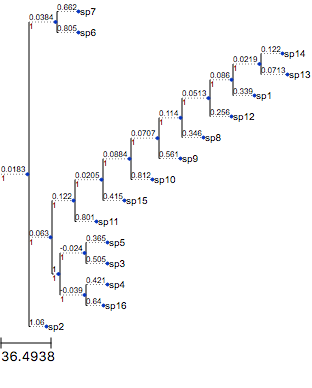 0.662 sp7
0.0384
1
0.805 sp6
0.122 sp14
0.0219
1
0.0713 sp13
0.086
1
0.339 sp1
0.0513
1
0.256 sp12
0.114
1
0.346 sp8
0.0707
1
0.561 sp9
0.0884
1
0.812 sp10
0.0183
1
0.0205
1
0.415 sp15
0.122
1
0.801 sp11
0.063
1
0.365 sp5
-0.024
1
0.505 sp3
1
1
0.421 sp4
-0.039
1
0.64 sp16
1.06 sp2
36.4938